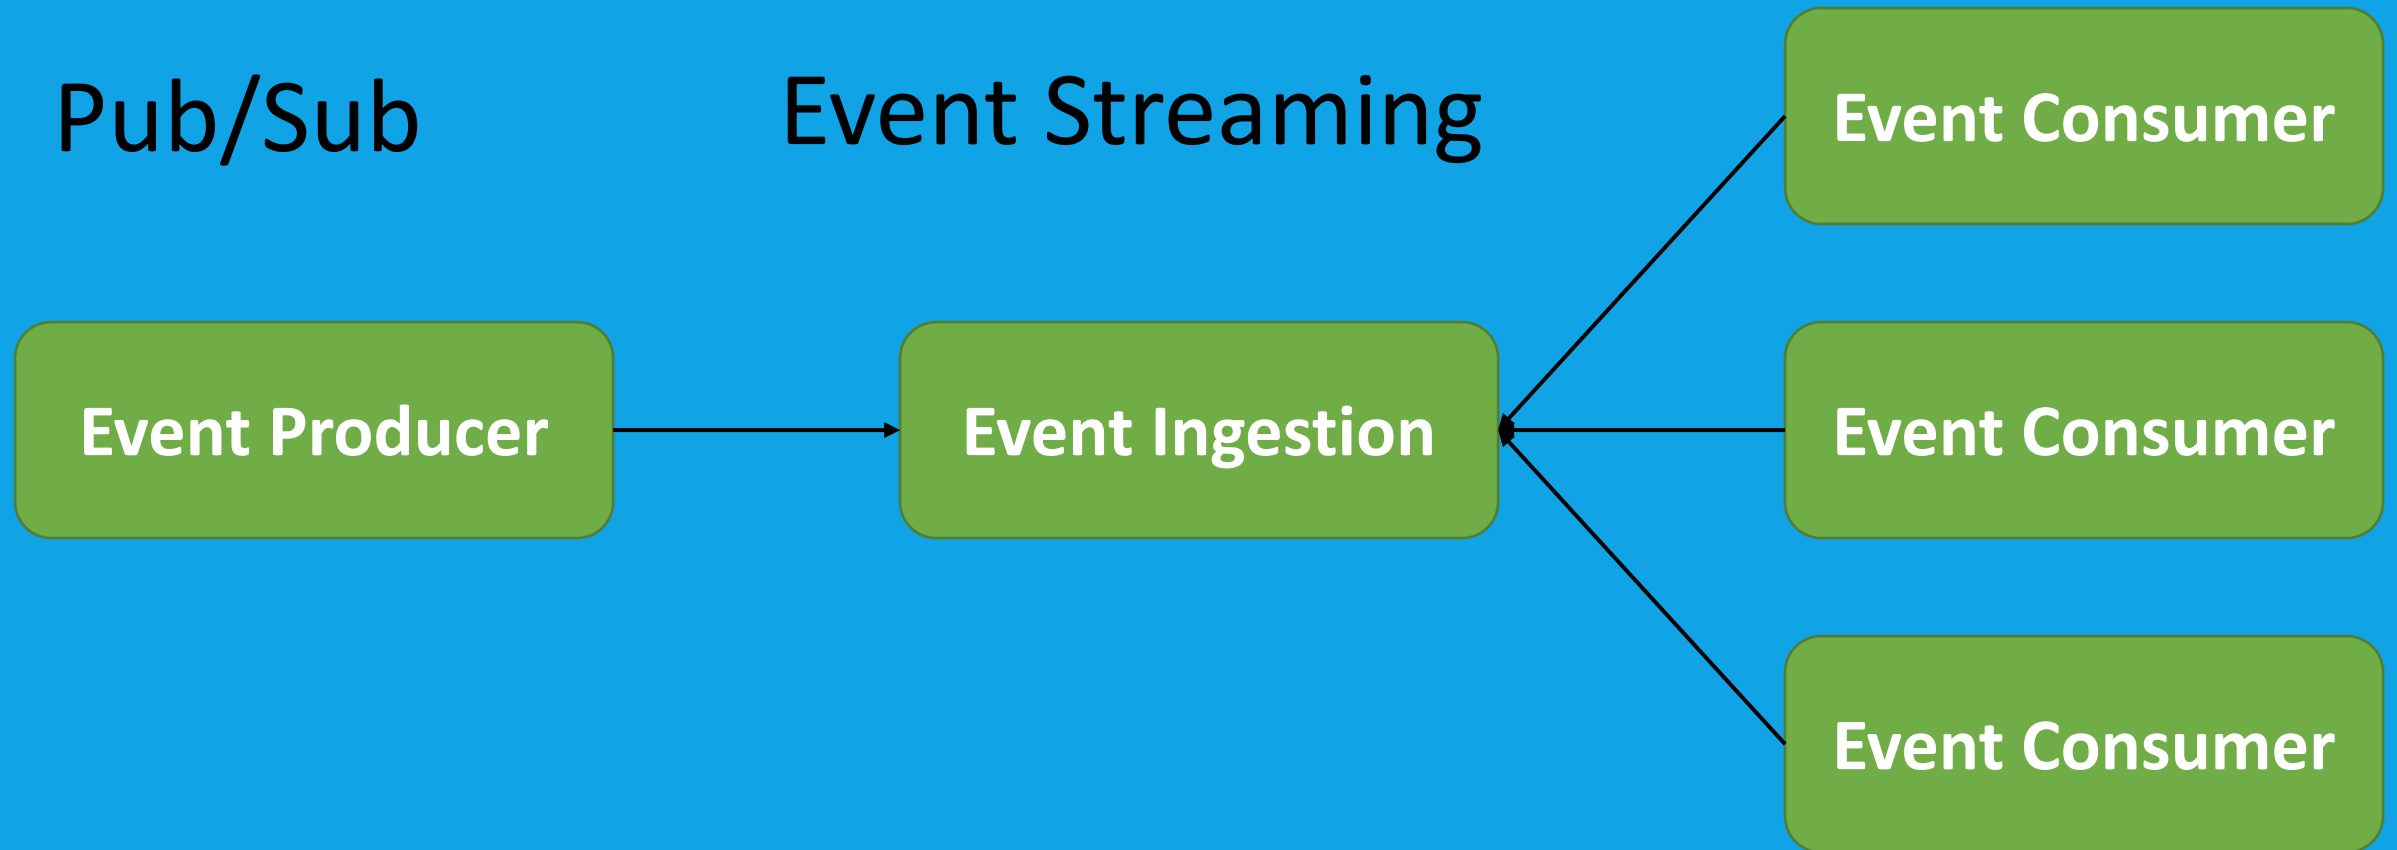 Pub/Sub
Event Streaming
Event Consumer
Event Producer
Event Ingestion
Event Consumer
Event Consumer